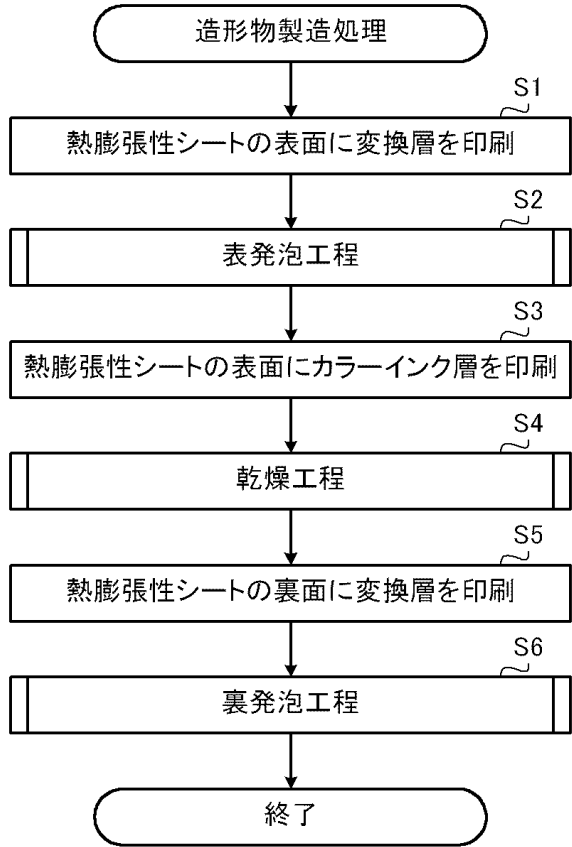 造形物製造処理
S1
熱膨張性シートの表面に変換層を印刷
S2
表発泡工程
S3
熱膨張性シートの表面にカラーインク層を印刷
S4
乾燥工程
S5
熱膨張性シートの裏面に変換層を印刷
S6
裏発泡工程
終了